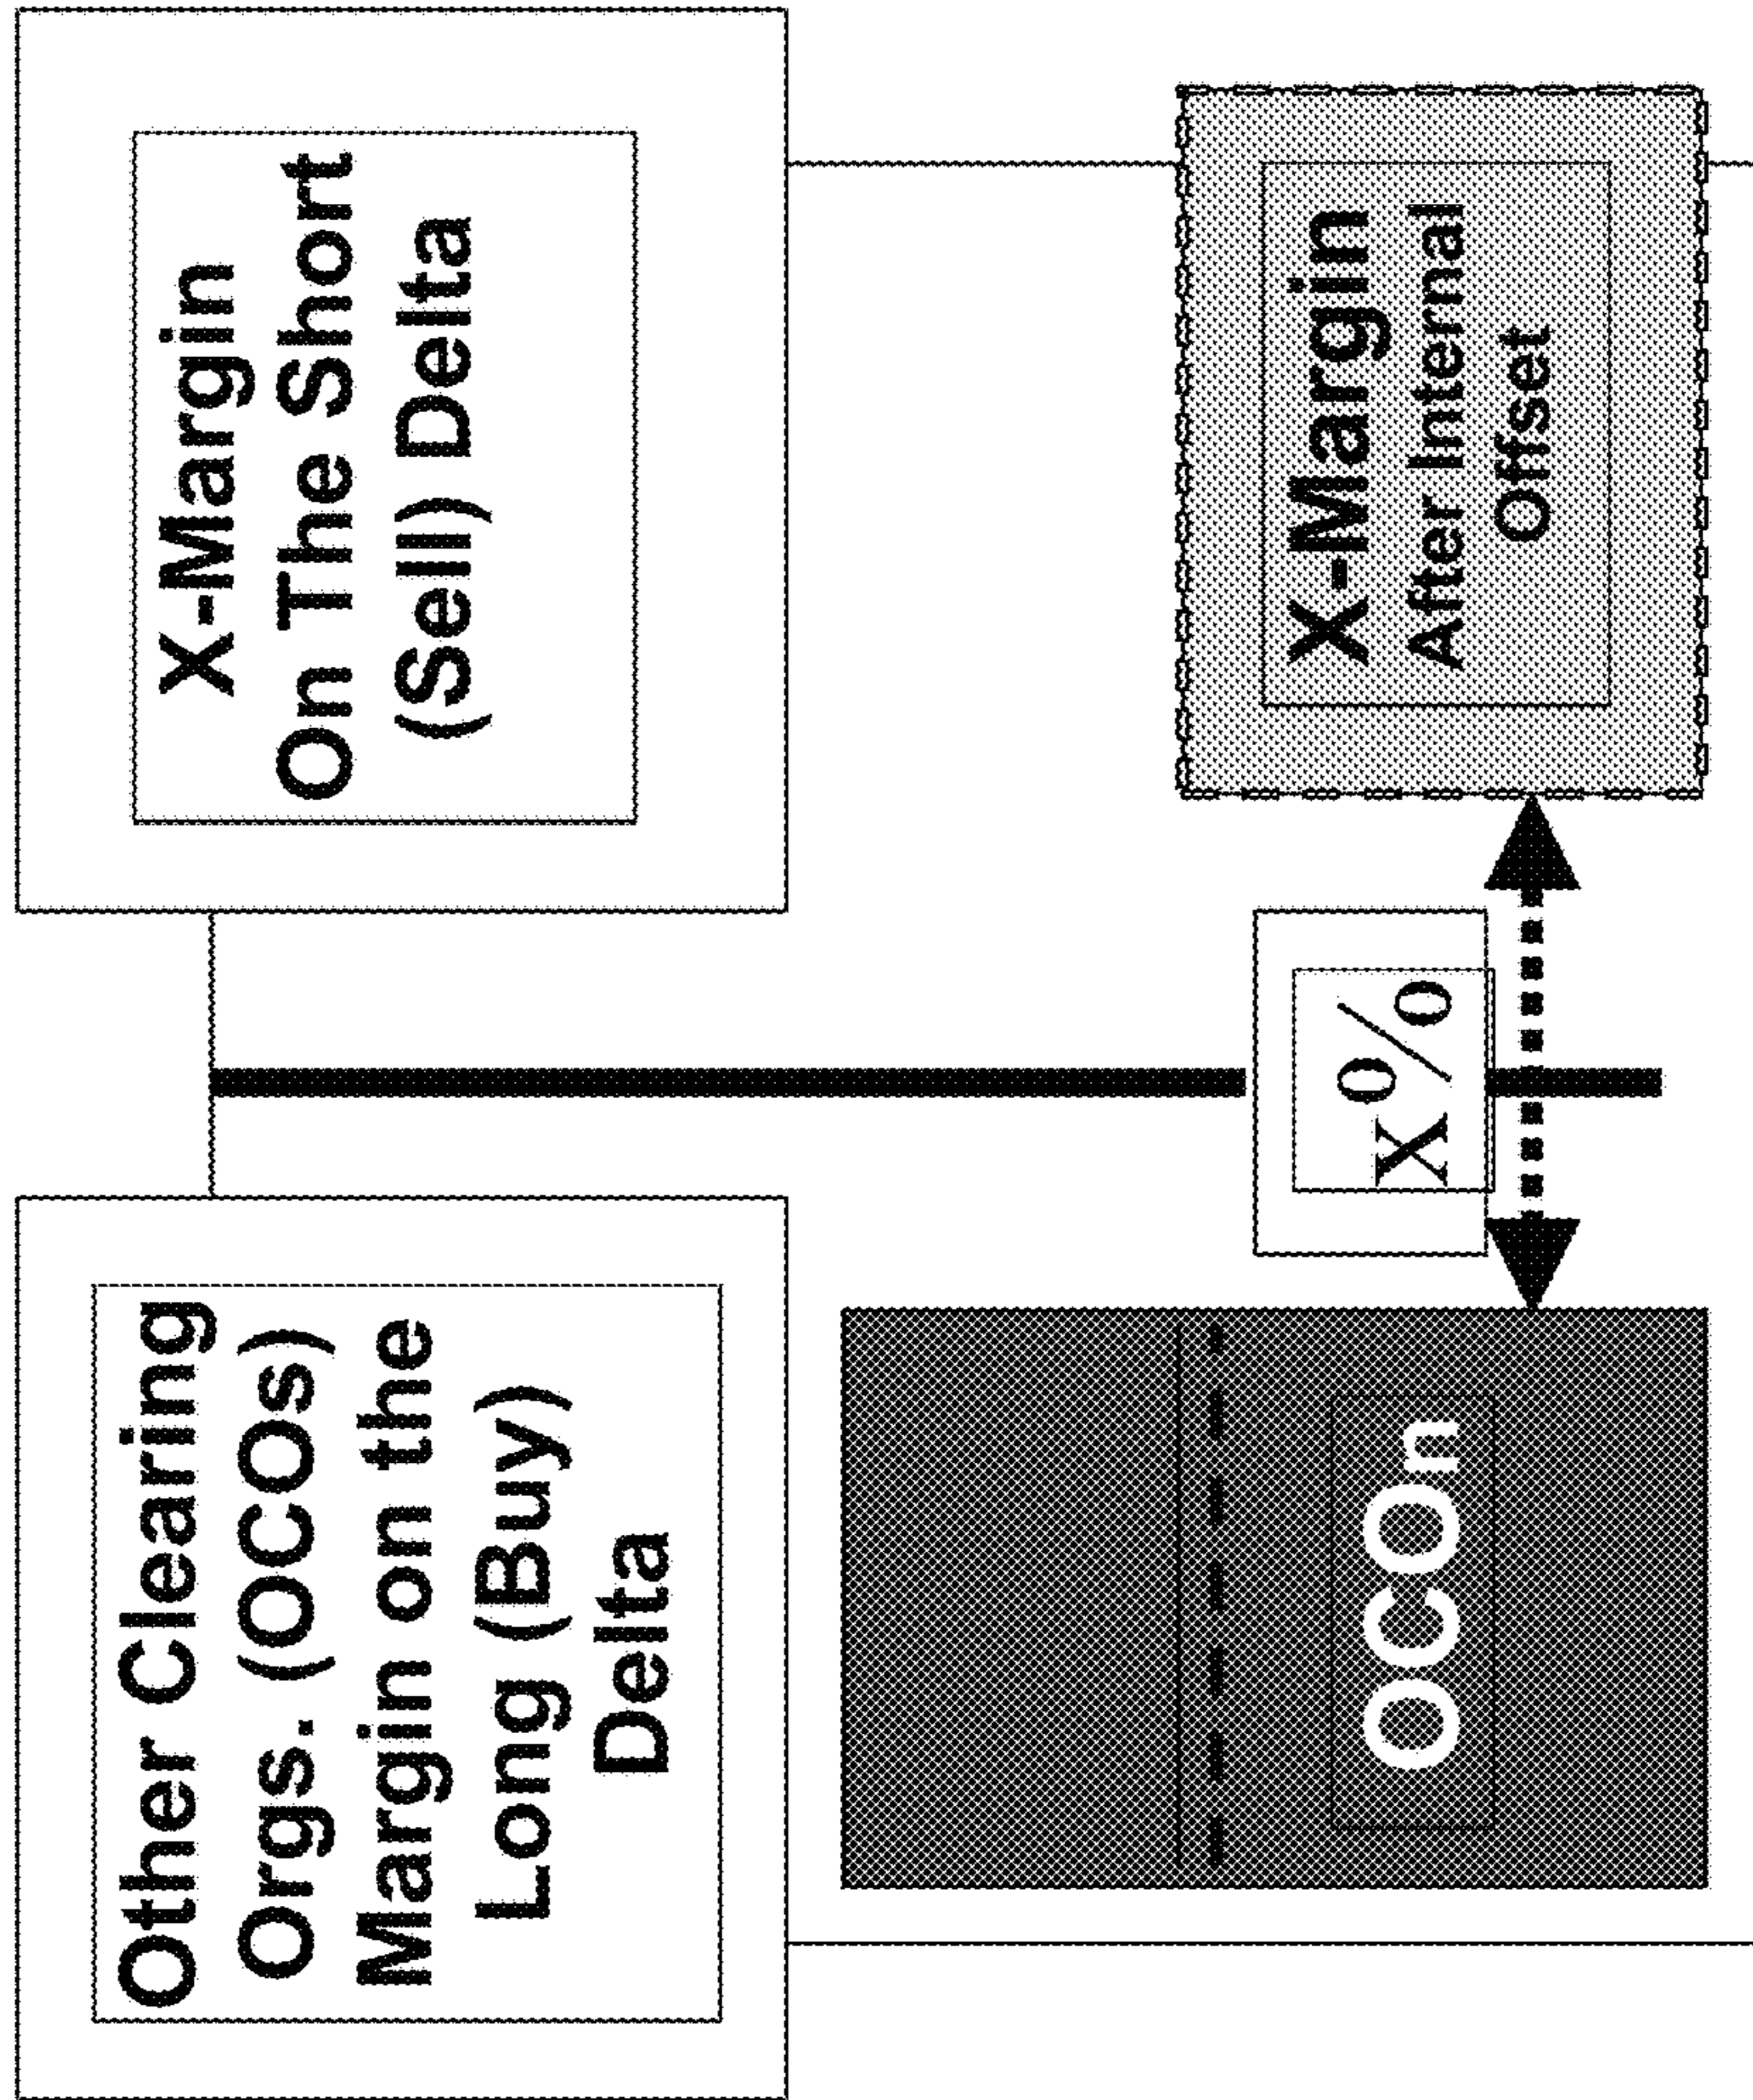 Other Clearing
Orgs. (OCOs)
Margin on the
Long (Buy)
Delta
X-Margin
On The Short
(Sell) Delta
OCOn
X%
X-Margin
After Internal
Offset